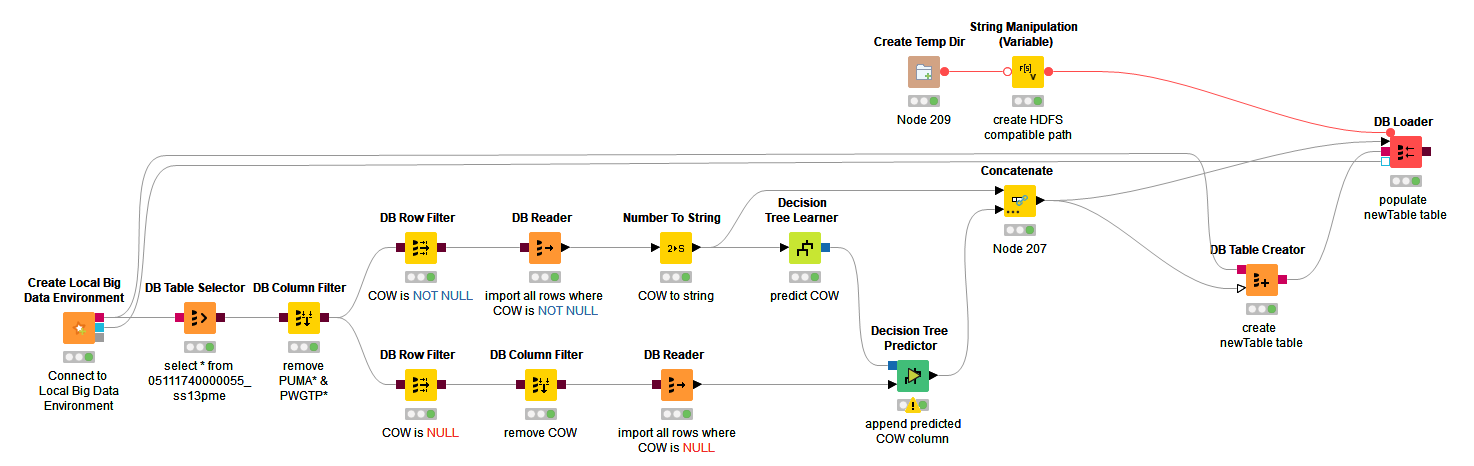 String Manipulation
(Variable)
Create Temp Dir
F[S]
V
Node 209
create HDFS
compatible path
DB Loader
populate
newTable table
Concatenate
Node 207
DB Row Filter
DB Reader
Number To String
Decision
Tree Learner
2▸S
COW is NOT NULL
import all rows where
COW is NOT NULL
COW to string
predict COW
DB Table Creator
create
newTable table
Create Local Big
Data Environment
DB Table Selector
DB Column Filter
Connect to
Local Big Data
Environment
select * from
05111740000055_
ss13pme
remove
PUMA* &
PWGTP*
DB Row Filter
DB Column Filter
DB Reader
Decision Tree
Predictor
COW is NULL
remove COW
import all rows where
COW is NULL
append predicted
COW column